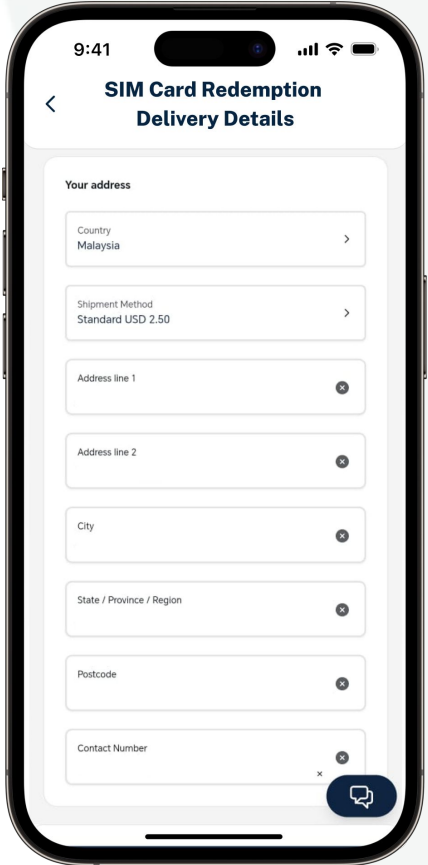 9:41
SIM Card Redemption
Delivery Details
Your address
Country
Malaysia
Shipment Method
Standard USD 2.50
Address line 1
Address line 2
City
State / Province / Region
Postcode
Contact Number